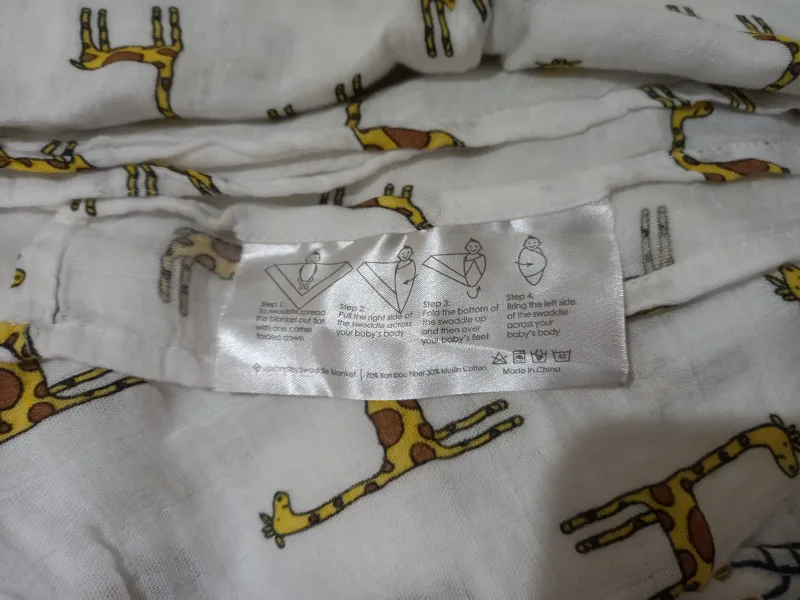 Step 1:
To swaddle, spread
the blanket out flat,
with one corner
folded down
Step 2:
Pull the right side of
the swaddle across
your baby's body
Step 3:
Fold the bottom of
the swaddle up
and then over
your baby's feet
Step 4:
Bring the left side
of the swaddle
across your
baby's body
swaddle Blanket | 70% Bamboo Fiber 30% Muslin Cotton
40
Made in China